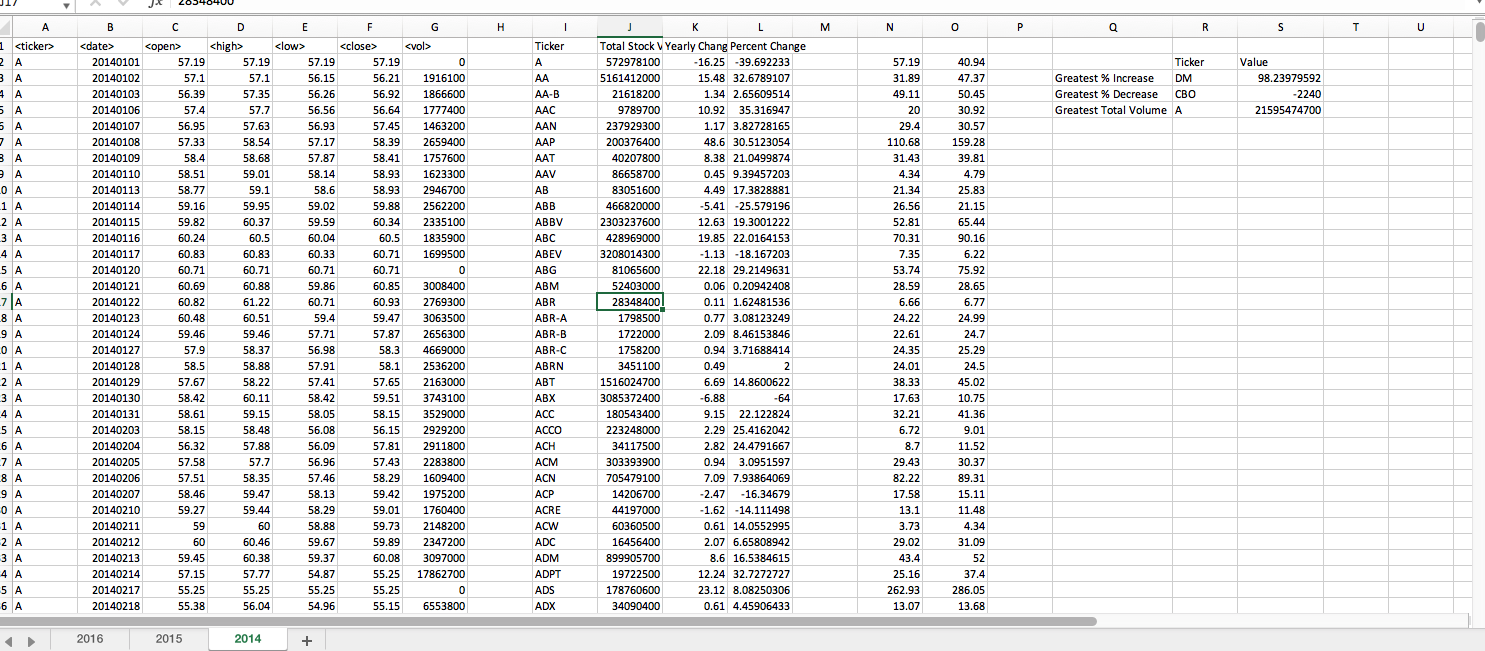 J17 fx 28348400
A B C D E F G H I J K L M N O P Q R S T U
1 <ticker> <date> <open> <high> <low> <close> <vol> Ticker Total Stock V Yearly Chang Percent Change
2 A 20140101 57.19 57.19 57.19 57.19 0 A 572978100 -16.25 -39.692233 57.19 40.94 Ticker Value
3 A 20140102 57.1 57.1 56.15 56.21 1916100 AA 5161412000 15.48 32.6789107 31.89 47.37 Greatest % Increase DM 98.23979592
4 A 20140103 56.39 57.35 56.26 56.92 1866600 AA-B 21618200 1.34 2.65609514 49.11 50.45 Greatest % Decrease CBO -2240
5 A 20140106 57.4 57.7 56.56 56.64 1777400 AAC 9789700 10.92 35.316947 20 30.92 Greatest Total Volume A 21595474700
6 A 20140107 56.95 57.63 56.93 57.45 1463200 AAN 237929300 1.17 3.82728165 29.4 30.57
7 A 20140108 57.33 58.54 57.17 58.39 2659400 AAP 200376400 48.6 30.5123054 110.68 159.28
8 A 20140109 58.4 58.68 57.87 58.41 1757600 AAT 40207800 8.38 21.0499874 31.43 39.81
9 A 20140110 58.51 59.01 58.14 58.93 1623300 AAV 86658700 0.45 9.39457203 4.34 4.79
0 A 20140113 58.77 59.1 58.6 58.93 2946700 AB 83051600 4.49 17.3828881 21.34 25.83
1 A 20140114 59.16 59.95 59.02 59.88 2562200 ABB 466820000 -5.41 -25.579196 26.56 21.15
2 A 20140115 59.82 60.37 59.59 60.34 2335100 ABBV 2303237600 12.63 19.3001222 52.81 65.44
3 A 20140116 60.24 60.5 60.04 60.5 1835900 ABC 428969000 19.85 22.0164153 70.31 90.16
4 A 20140117 60.83 60.83 60.33 60.71 1699500 ABEV 3208014300 -1.13 -18.167203 7.35 6.22
5 A 20140120 60.71 60.71 60.71 60.71 0 ABG 81065600 22.18 29.2149631 53.74 75.92
6 A 20140121 60.69 60.88 59.86 60.85 3008400 ABM 52403000 0.06 0.20942408 28.59 28.65
7 A 20140122 60.82 61.22 60.71 60.93 2769300 ABR 28348400 0.11 1.62481536 6.66 6.77
8 A 20140123 60.48 60.51 59.4 59.47 3063500 ABR-A 1798500 0.77 3.08123249 24.22 24.99
9 A 20140124 59.46 59.46 57.71 57.87 2656300 ABR-B 1722000 2.09 8.46153846 22.61 24.7
0 A 20140127 57.9 58.37 56.98 58.3 4669000 ABR-C 1758200 0.94 3.71688414 24.35 25.29
1 A 20140128 58.5 58.88 57.91 58.1 2536200 ABRN 3451100 0.49 2 24.01 24.5
2 A 20140129 57.67 58.22 57.41 57.65 2163000 ABT 1516024700 6.69 14.8600622 38.33 45.02
3 A 20140130 58.42 60.11 58.42 59.51 3743100 ABX 3085372400 -6.88 -64 17.63 10.75
4 A 20140131 58.61 59.15 58.05 58.15 3529000 ACC 180543400 9.15 22.122824 32.21 41.36
5 A 20140203 58.15 58.48 56.08 56.15 2929200 ACCO 223248000 2.29 25.4162042 6.72 9.01
6 A 20140204 56.32 57.88 56.09 57.81 2911800 ACH 34117500 2.82 24.4791667 8.7 11.52
7 A 20140205 57.58 57.7 56.96 57.43 2283800 ACM 303393900 0.94 3.0951597 29.43 30.37
8 A 20140206 57.51 58.35 57.46 58.29 1609400 ACN 705479100 7.09 7.93864069 82.22 89.31
9 A 20140207 58.46 59.47 58.13 59.42 1975200 ACP 14206700 -2.47 -16.34679 17.58 15.11
0 A 20140210 59.27 59.44 58.29 59.01 1760400 ACRE 44197000 -1.62 -14.111498 13.1 11.48
1 A 20140211 59 60 58.88 59.73 2148200 ACW 60360500 0.61 14.0552995 3.73 4.34
2 A 20140212 60 60.46 59.67 59.89 2347200 ADC 16456400 2.07 6.65808942 29.02 31.09
3 A 20140213 59.45 60.38 59.37 60.08 3097000 ADM 899905700 8.6 16.5384615 43.4 52
4 A 20140214 57.15 57.77 54.87 55.25 17862700 ADPT 19722500 12.24 32.7272727 25.16 37.4
5 A 20140217 55.25 55.25 55.25 55.25 0 ADS 178760600 23.12 8.08250306 262.93 286.05
6 A 20140218 55.38 56.04 54.96 55.15 6553800 ADX 34090400 0.61 4.45906433 13.07 13.68
2016 2015 2014 +